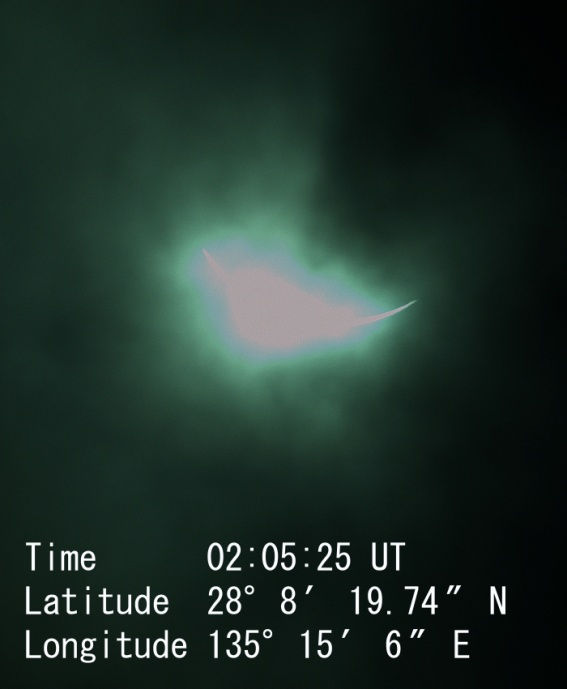 Time 02:05:25 UT
Latitude 28° 8′ 19.74″ N
Longitude 135° 15′ 6″ E